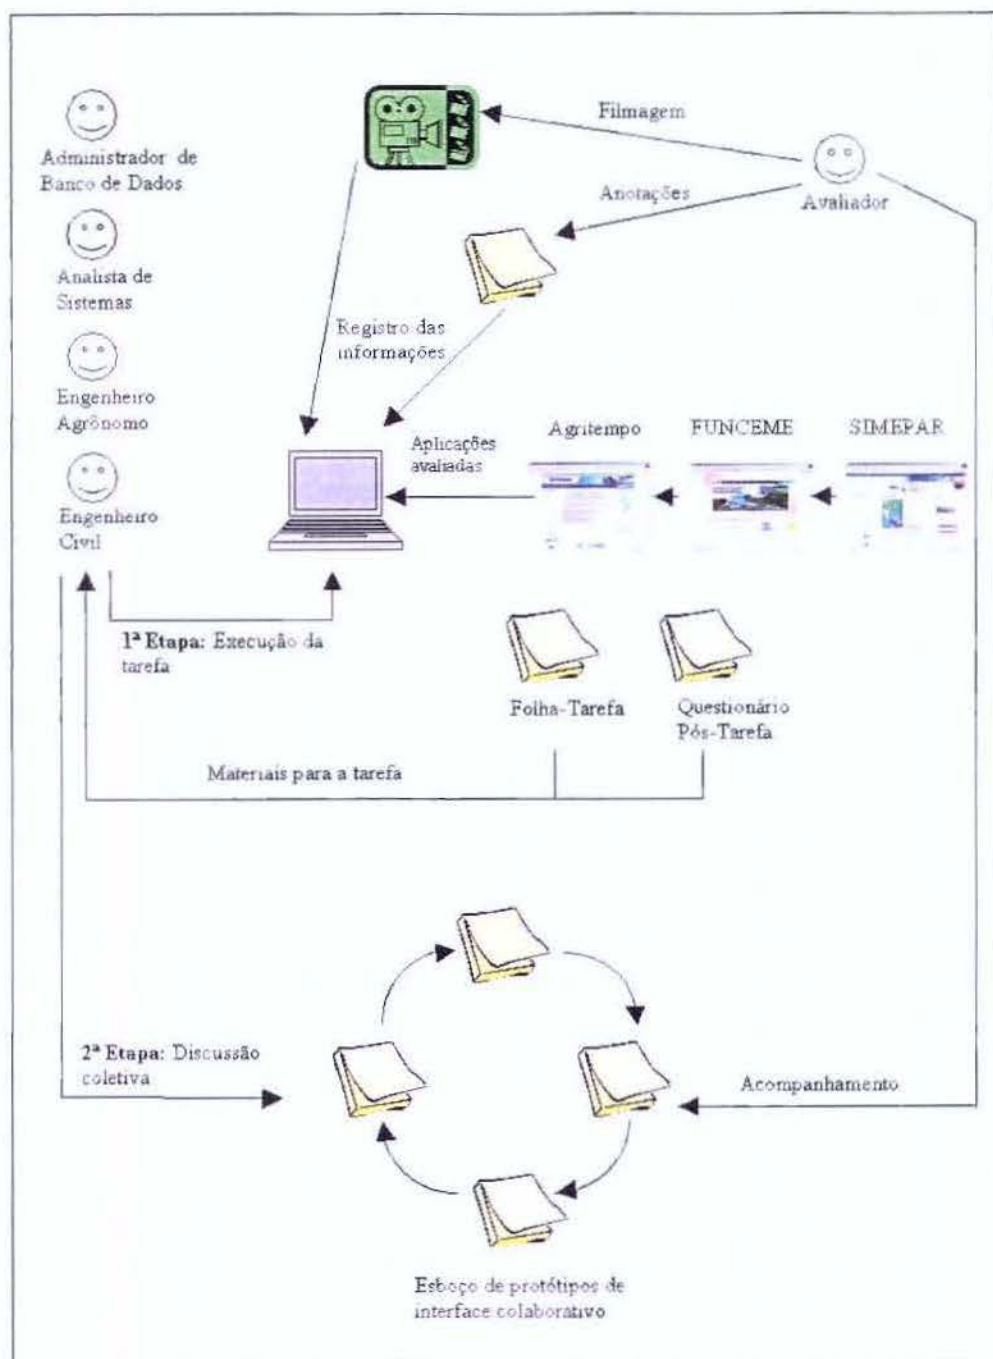 Filmagem
Administrador de
Banco de Dados
Anotações
Avaliador
Analista de
Sistemas
Registro das
informações
Engenheiro
Agrônomo
Aplicações
avaliadas
Agritempo
FUNCEME
SIMEPAR
Engenheiro
Civil
1ª Etapa: Execução da
tarefa
Folha-Tarefa
Questionário
Pós-Tarefa
Materiais para a tarefa
2ª Etapa: Discussão
coletiva
Acompanhamento
Esboço de protótipos de
interface colaborativo